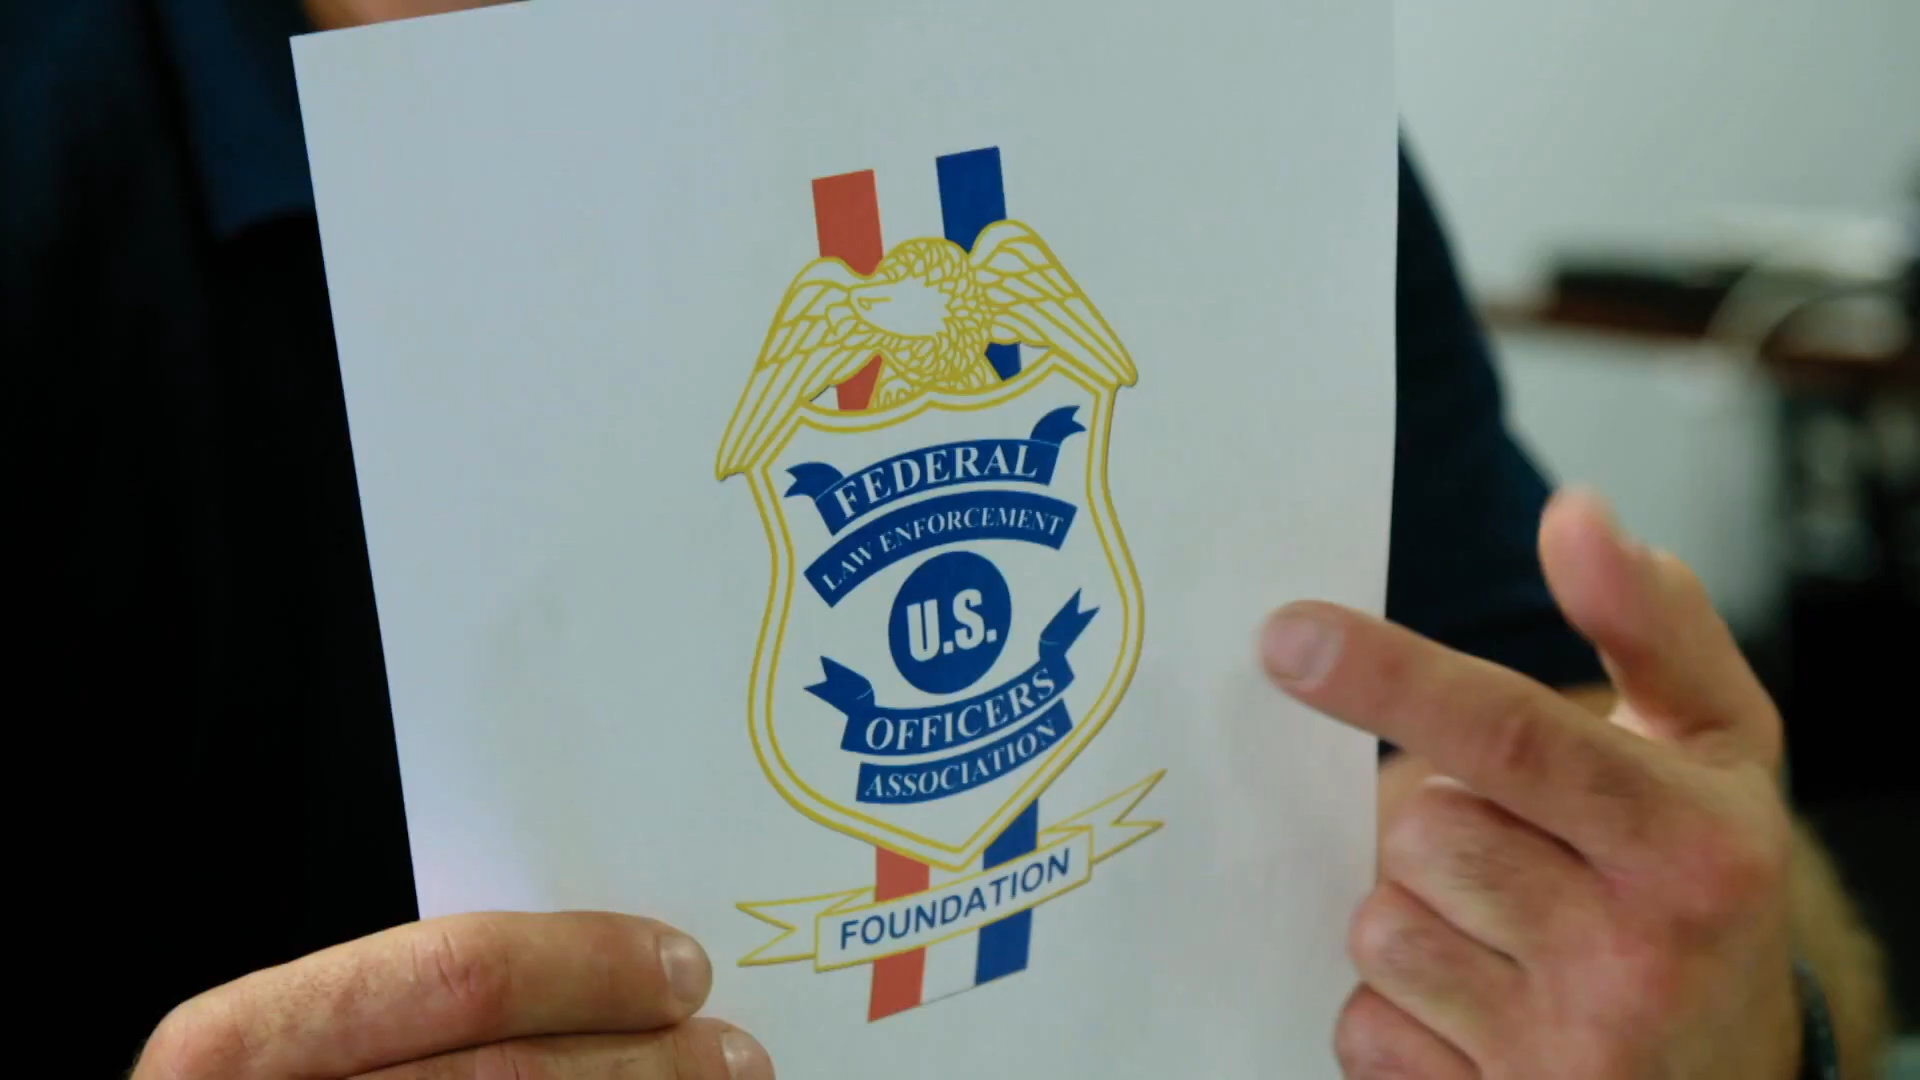 FEDERAL
LAW ENFORCEMENT
U.S.
OFFICERS
ASSOCIATION
FOUNDATION